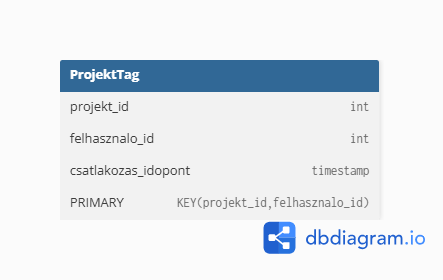 ProjektTag
projekt_id int
felhasznalo_id int
csatlakozas_idopont timestamp
PRIMARY KEY(projekt_id,felhasznalo_id)
dbdiagram.io